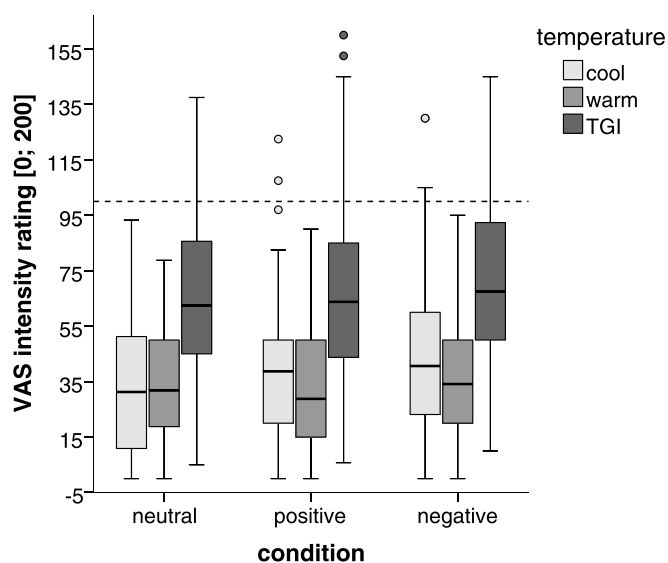 temperature
cool
warm
TGI
VAS intensity rating [0; 200]
155
135
115
95
75
55
35
15
-5
neutral positive negative
condition